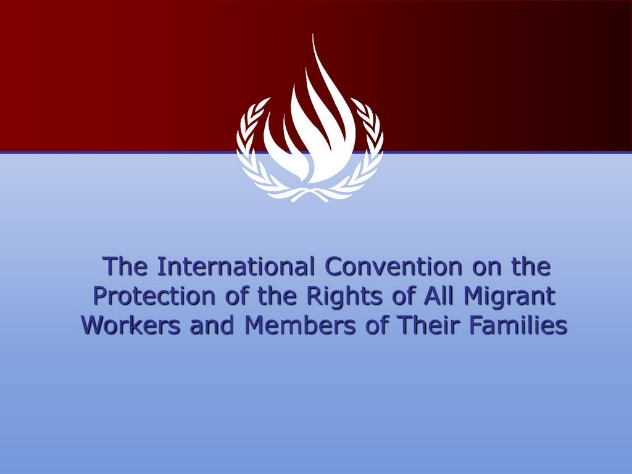 The International Convention on the
Protection of the Rights of All Migrant
Workers and Members of Their Families